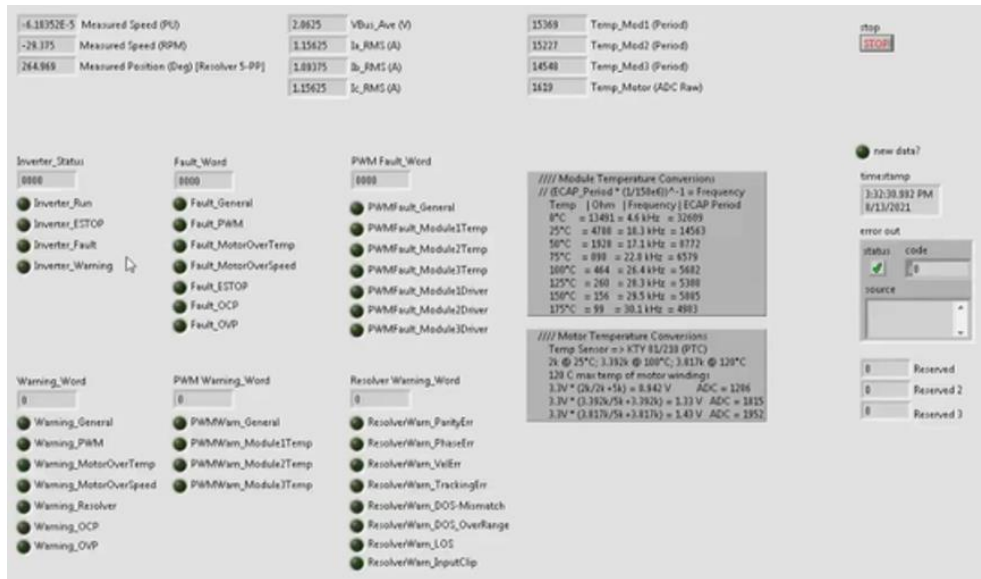 -6.10352E-5 Measured Speed (PU)
-29.375 Measured Speed (RPM)
264.969 Measured Position (Deg) [Resolver 5-PP]
2.0625 VBus_Ave (V)
1.15625 Ia_RMS (A)
1.09375 Ib_RMS (A)
1.15625 Ic_RMS (A)
15369 Temp_Mod1 (Period)
15227 Temp_Mod2 (Period)
14548 Temp_Mod3 (Period)
1619 Temp_Motor (ADC Raw)
stop
STOP
new data?
timestamp
3:32:30.982 PM
8/13/2021
error out
status code
0
source
0 Reserved
0 Reserved 2
0 Reserved 3
Inverter_Status
0000
Inverter_Run
Inverter_ESTOP
Inverter_Fault
Inverter_Warning
Fault_Word
0000
Fault_General
Fault_PWM
Fault_MotorOverTemp
Fault_MotorOverSpeed
Fault_ESTOP
Fault_OCP
Fault_OVP
PWM Fault_Word
0000
PWMFault_General
PWMFault_Module1Temp
PWMFault_Module2Temp
PWMFault_Module3Temp
PWMFault_Module1Driver
PWMFault_Module2Driver
PWMFault_Module3Driver
//// Module Temperature Conversions
// (ECAP_Period * (1/150e6))^-1 = Frequency
Temp | Ohm | Frequency | ECAP Period
0°C = 13491 = 4.6 kHz = 32609
25°C = 4700 = 10.3 kHz = 14563
50°C = 1928 = 17.1 kHz = 8772
75°C = 898 = 22.8 kHz = 6579
100°C = 464 = 26.4 kHz = 5682
125°C = 260 = 28.3 kHz = 5300
150°C = 156 = 29.5 kHz = 5085
175°C = 99 = 30.1 kHz = 4983
//// Motor Temperature Conversions
Temp Sensor => KTY 81/210 (PTC)
2k @ 25°C; 3.392k @ 100°C; 3.817k @ 120°C
120 C max temp of motor windings
3.3V * (2k/2k+5k) = 0.942 V ADC = 1286
3.3V * (3.392k/5k+3.392k) = 1.33 V ADC = 1815
3.3V * (3.817k/5k+3.817k) = 1.43 V ADC = 1952
Warning_Word
0
Warning_General
Warning_PWM
Warning_MotorOverTemp
Warning_MotorOverSpeed
Warning_Resolver
Warning_OCP
Warning_OVP
PWM Warning_Word
0
PWMWarn_General
PWMWarn_Module1Temp
PWMWarn_Module2Temp
PWMWarn_Module3Temp
Resolver Warning_Word
0
ResolverWarn_ParityErr
ResolverWarn_PhaseErr
ResolverWarn_VelErr
ResolverWarn_TrackingErr
ResolverWarn_DOS-Mismatch
ResolverWarn_DOS_OverRange
ResolverWarn_LOS
ResolverWarn_InputClip